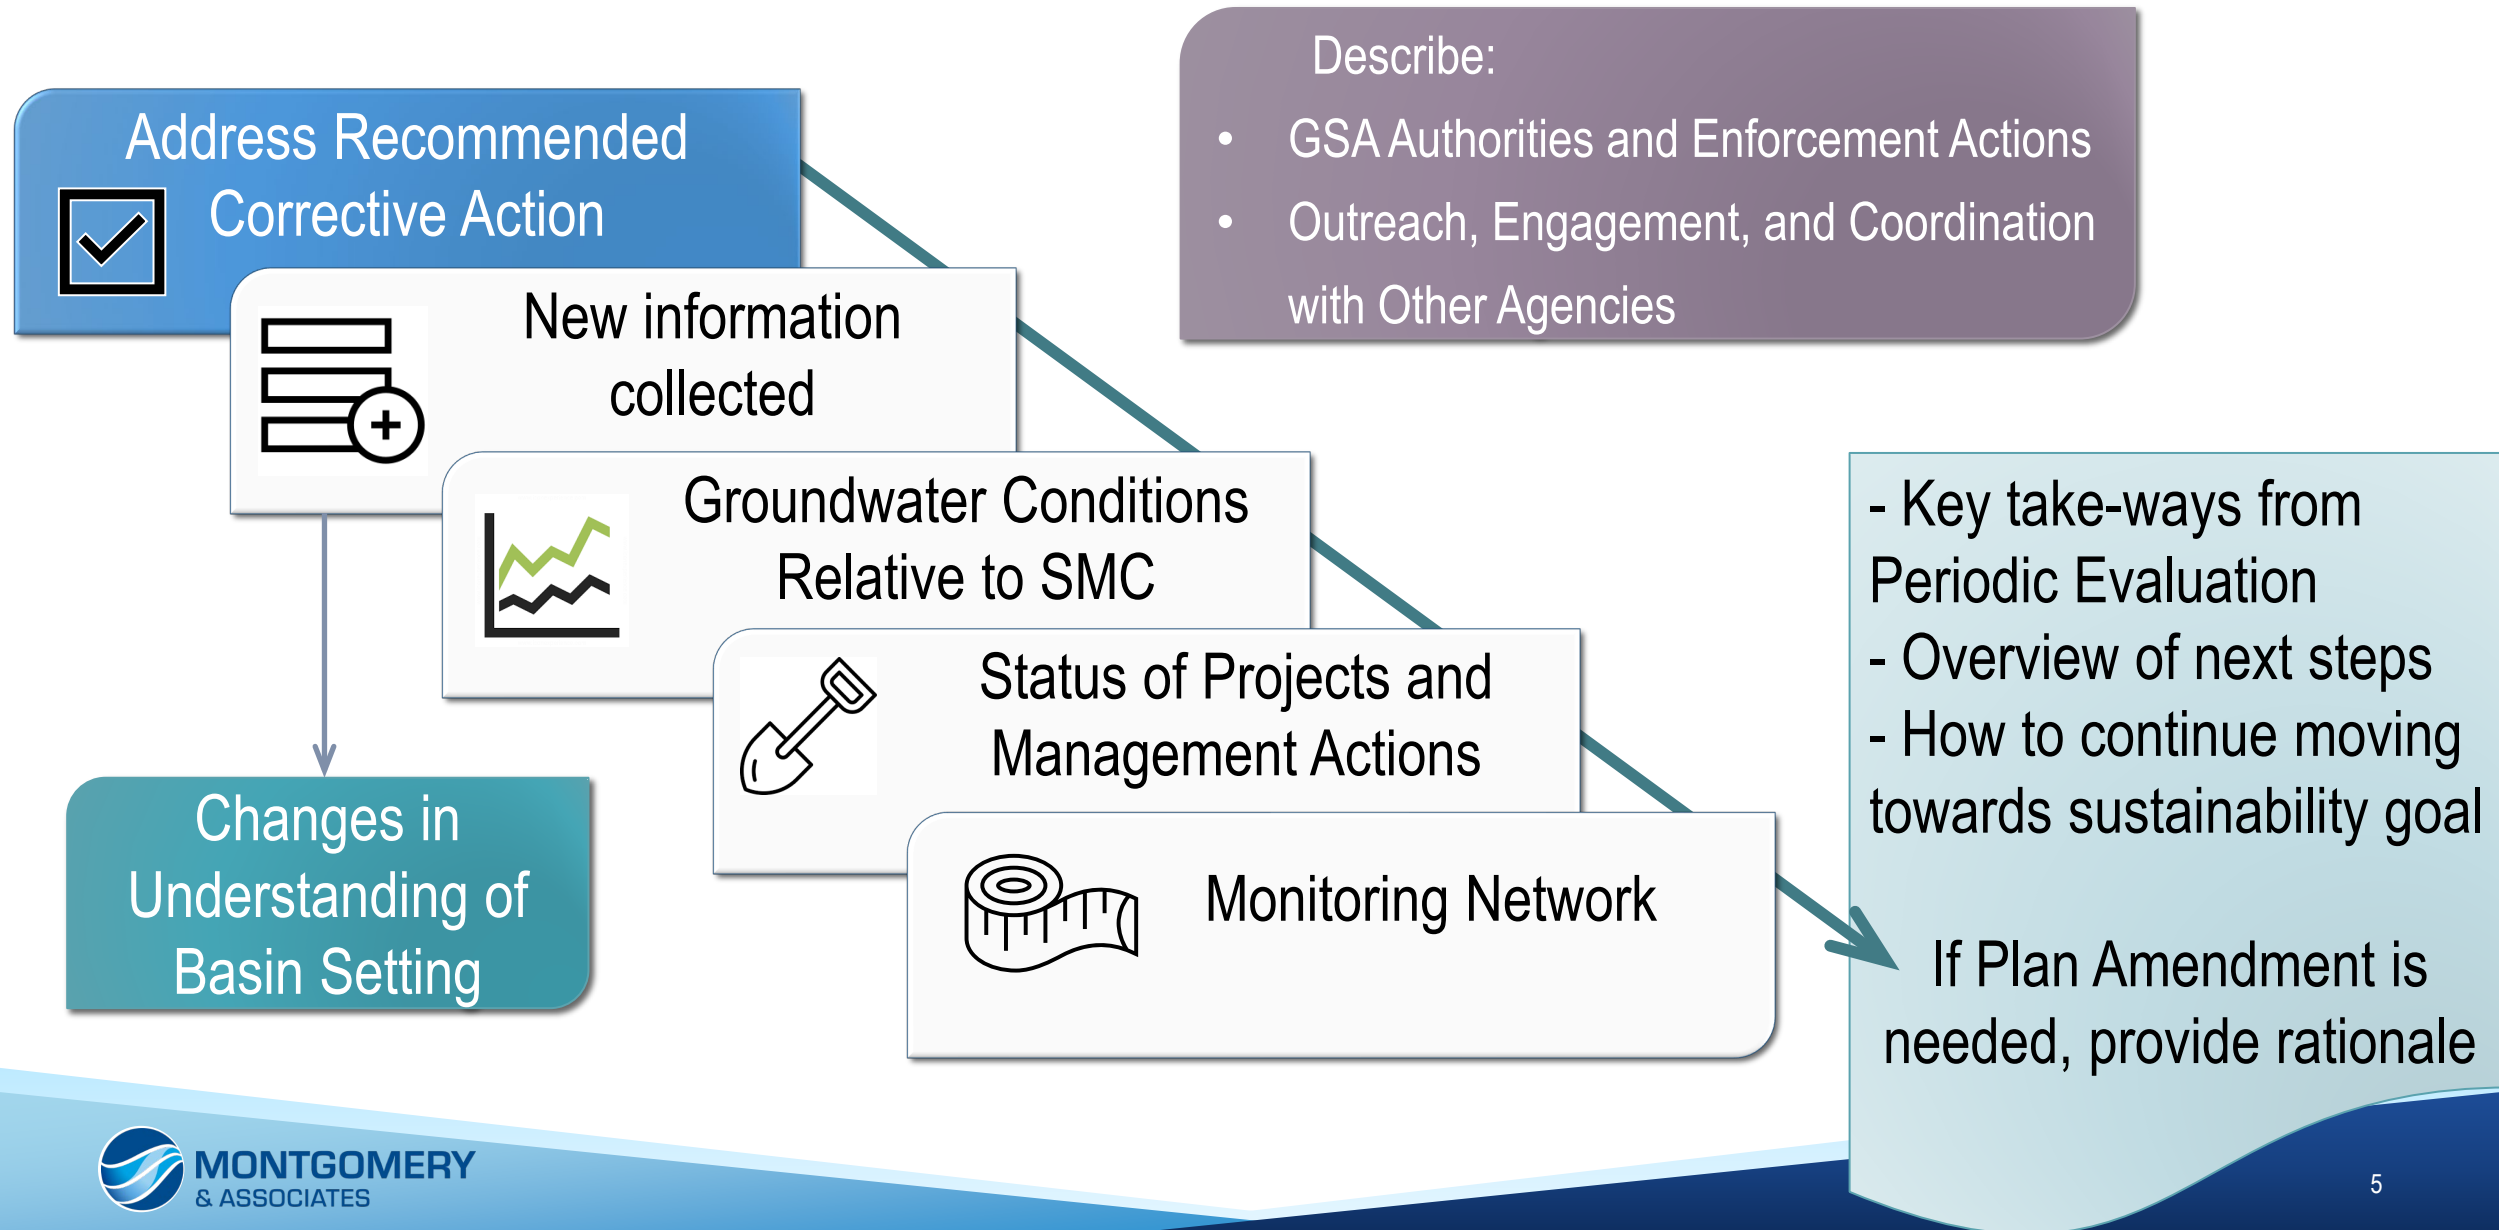 Address Recommended
Corrective Action
New information
collected
Groundwater Conditions
Relative to SMC
Status of Projects and
Management Actions
Monitoring Network
Changes in
Understanding of
Basin Setting
Describe:
• GSA Authorities and Enforcement Actions
• Outreach, Engagement, and Coordination
with Other Agencies
- Key take-ways from
Periodic Evaluation
- Overview of next steps
- How to continue moving
towards sustainability goal
If Plan Amendment is
needed, provide rationale
MONTGOMERY
& ASSOCIATES
5